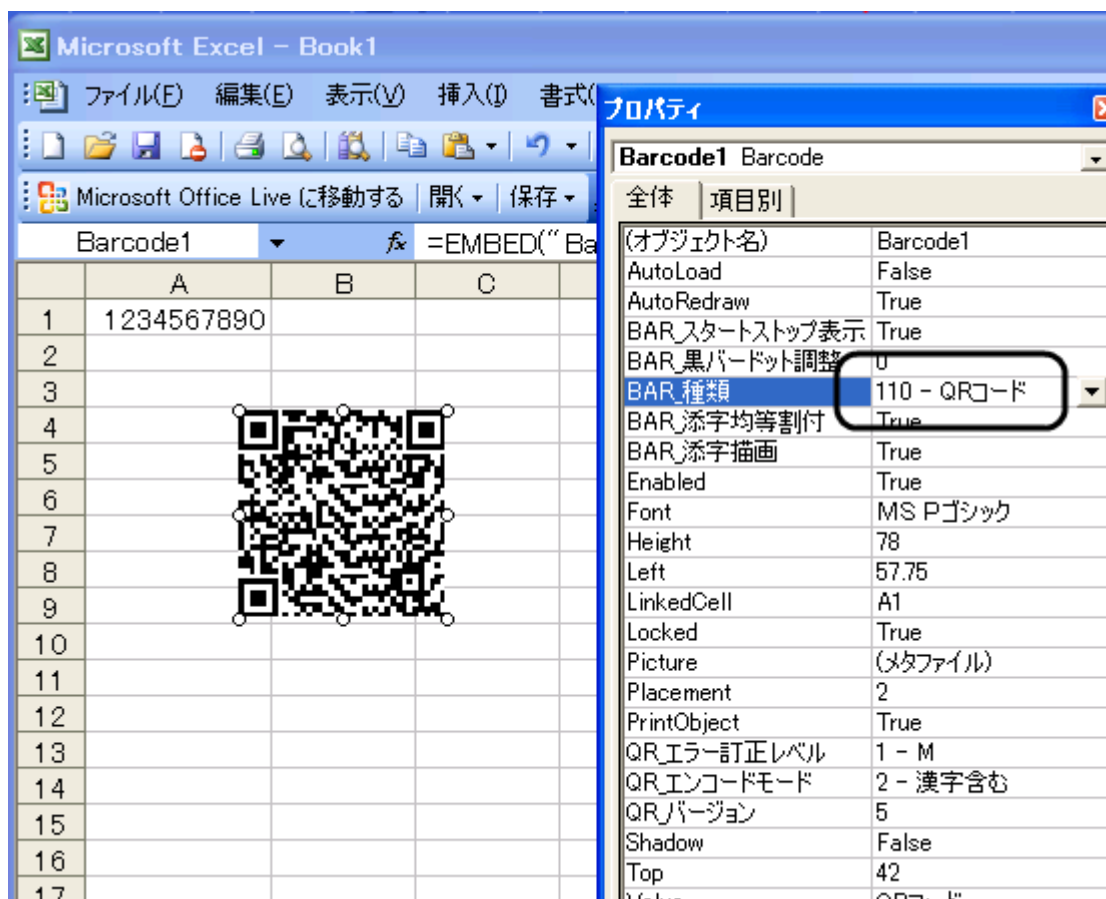 Microsoft Excel - Book1
ファイル(F) 編集(E) 表示(V) 挿入(I) 書式(
Microsoft Office Live に移動する 開く 保存
Barcode1 fx =EMBED("Ba
A B C
1 1234567890
2
3
4
5
6
7
8
9
10
11
12
13
14
15
16
17
プロパティ
Barcode1 Barcode
全体 項目別
(オブジェクト名) Barcode1
AutoLoad False
AutoRedraw True
BAR_スタートストップ表示 True
BAR_黒バードット調整 0
BAR_種類 110 - QRコード
BAR_添字均等割付 True
BAR_添字描画 True
Enabled True
Font MS Pゴシック
Height 78
Left 57.75
LinkedCell A1
Locked True
Picture (メタファイル)
Placement 2
PrintObject True
QR_エラー訂正レベル 1 - M
QR_エンコードモード 2 - 漢字含む
QR_バージョン 5
Shadow False
Top 42